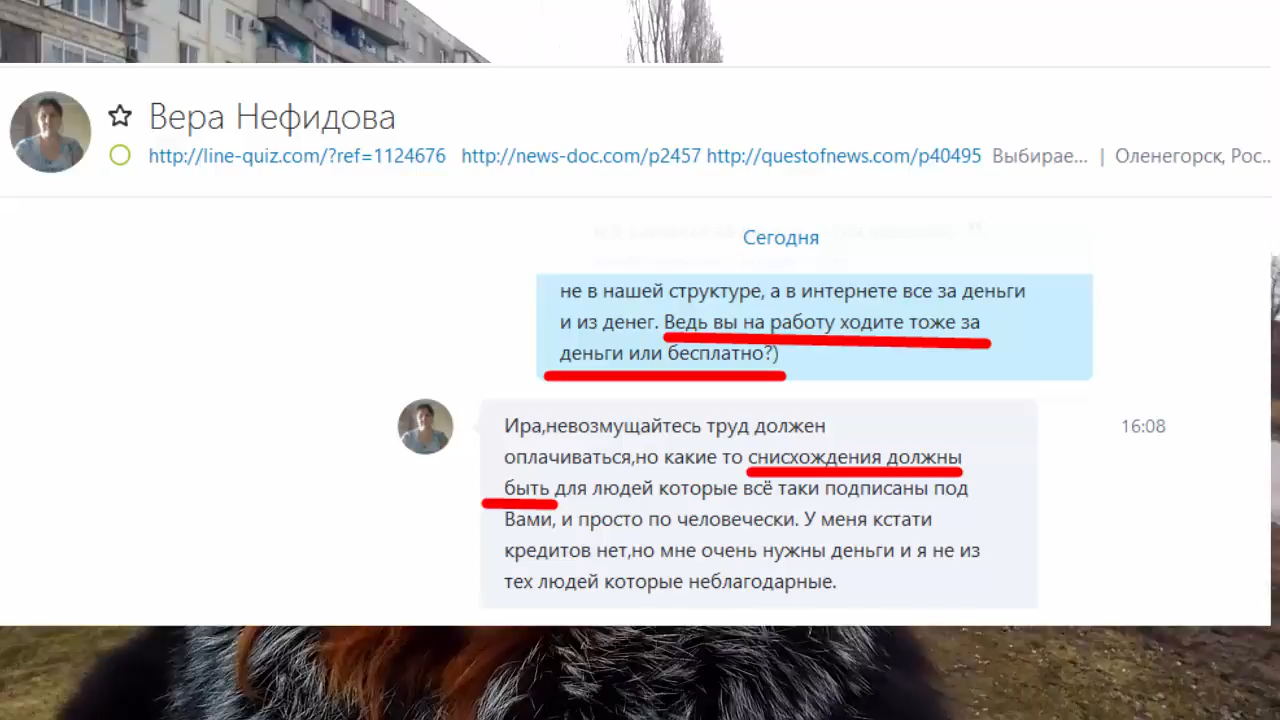 Вера Нефидова
http://line-quiz.com/?ref=1124676 http://news-doc.com/p2457 http://questofnews.com/p40495 Выбирае... | Оленегорск, Рос..
Сегодня
не в нашей структуре, а в интернете все за деньги
и из денег. Ведь вы на работу ходите тоже за
деньги или бесплатно?)
Ира,невозмущайтесь труд должен
оплачиваться,но какие то снисхождения должны
быть для людей которые всё таки подписаны под
Вами, и просто по человечески. У меня кстати
кредитов нет,но мне очень нужны деньги и я не из
тех людей которые неблагодарные.
16:08